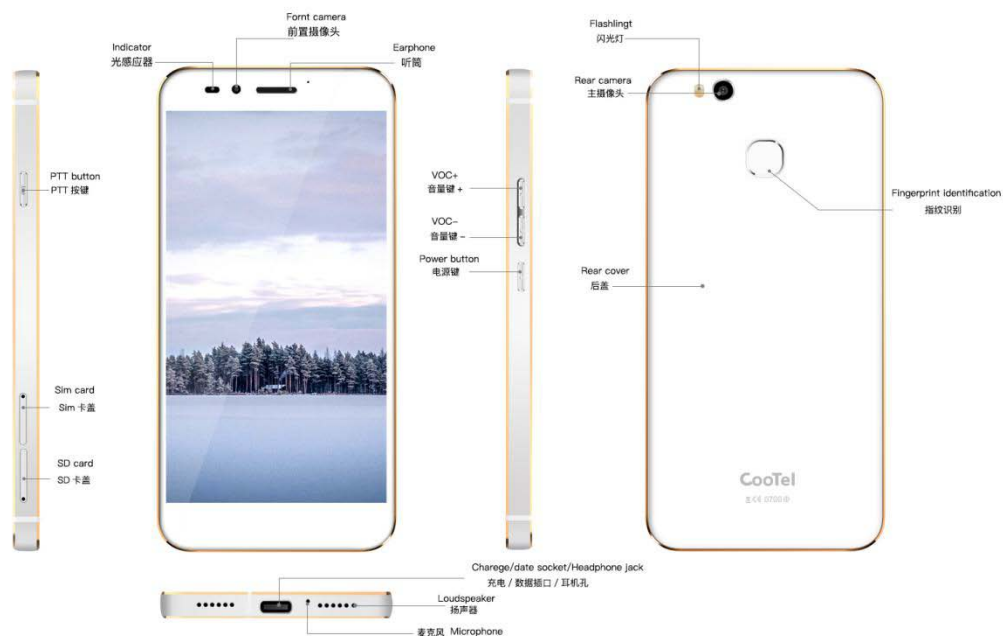 Fornt camera
前置摄像头
Indicator
光感应器
Earphone
听筒
Flashlingt
闪光灯
Rear camera
主摄像头
PTT button
PTT 按键
VOC+
音量键 +
VOC-
音量键 -
Power button
电源键
Fingerprint identification
指纹识别
Rear cover
后盖
Sim card
Sim 卡盖
SD card
SD 卡盖
CooTel
0700
Charege/date socket/Headphone jack
充电 / 数据插口 / 耳机孔
Loudspeaker
扬声器
麦克风 Microphone